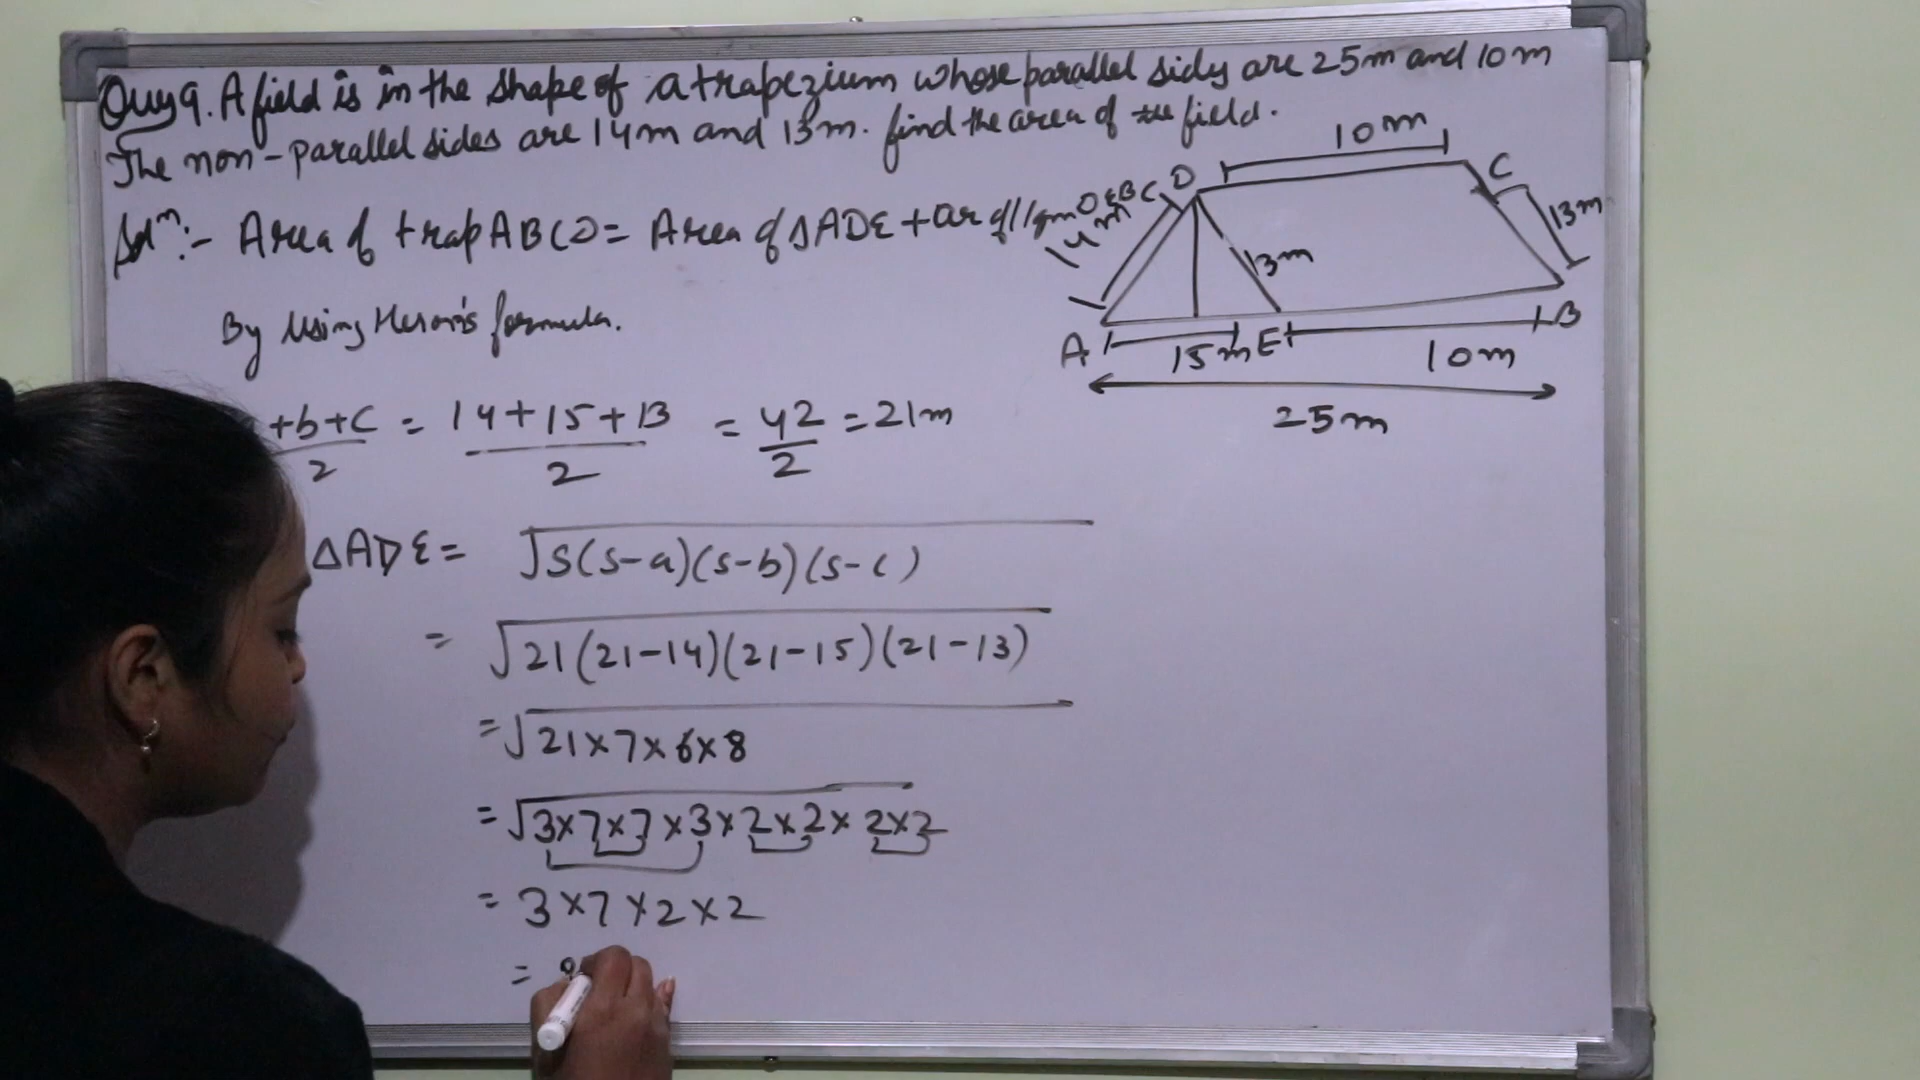 Ques 9. A field is in the shape of a trapezium whose parallel sides are 25m and 10m
The non-parallel sides are 14m and 13m. find the area of the field.
Solⁿ:- Area of trap ABCD = Area of ΔADE + ar of ||gm DEBC
By Using Heron's formula.
+b+c/2 = 14+15+13/2 = 42/2 = 21m
ΔADE = √s(s-a)(s-b)(s-c)
= √21(21-14)(21-15)(21-13)
= √21×7×6×8
= √3×7×7×3×2×2×2×2
= 3×7×2×2
= 8
10m
D
C
14m
13m
13m
A
15m
E
10m
B
25m